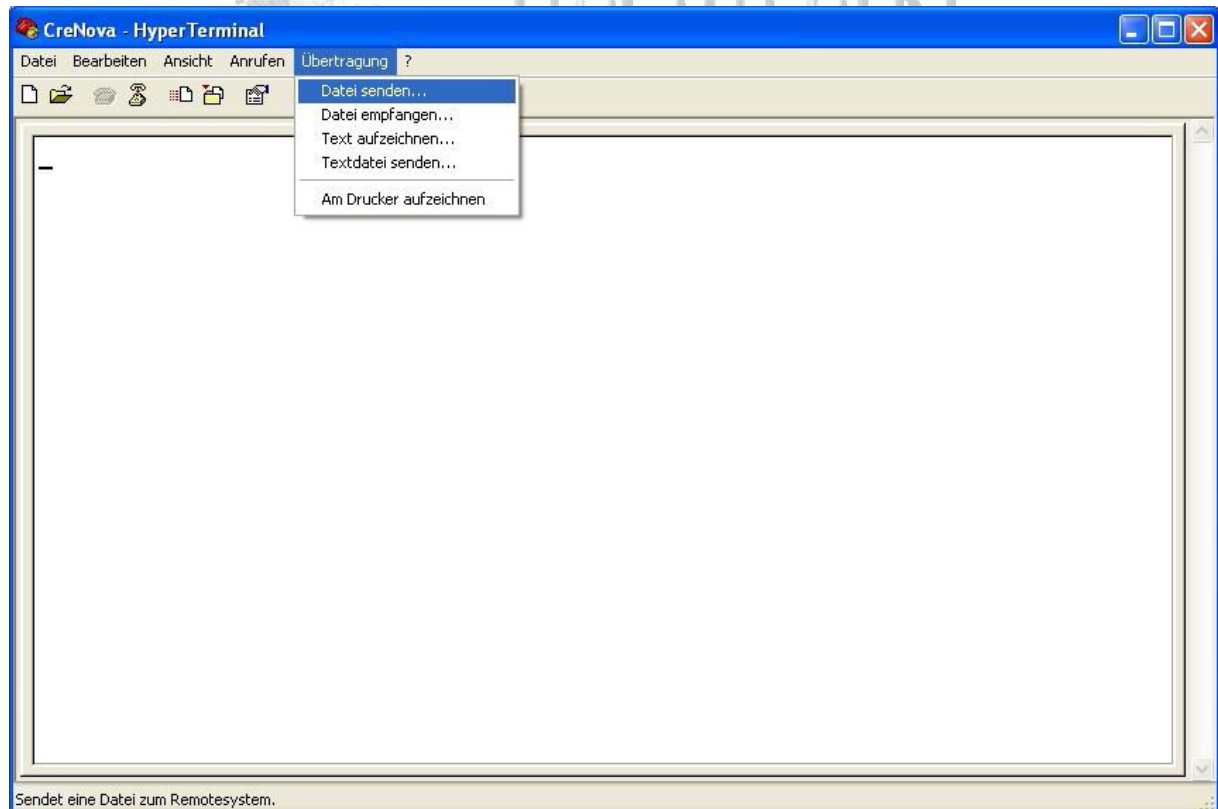 CreNova - HyperTerminal
Datei Bearbeiten Ansicht Anrufen Übertragung ?
Datei senden...
Datei empfangen...
Text aufzeichnen...
Textdatei senden...
Am Drucker aufzeichnen
Sendet eine Datei zum Remotesystem.